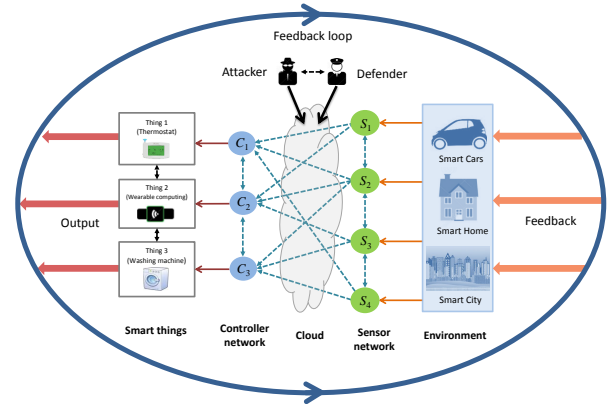 Feedback loop
Attacker
Defender
Thing 1
(Thermostat)
Thing 2
(Wearable computing)
Thing 3
(Washing machine)
C1
C2
C3
S1
S2
S3
S4
Smart Cars
Smart Home
Smart City
Output
Feedback
Smart things
Controller
network
Cloud
Sensor
network
Environment